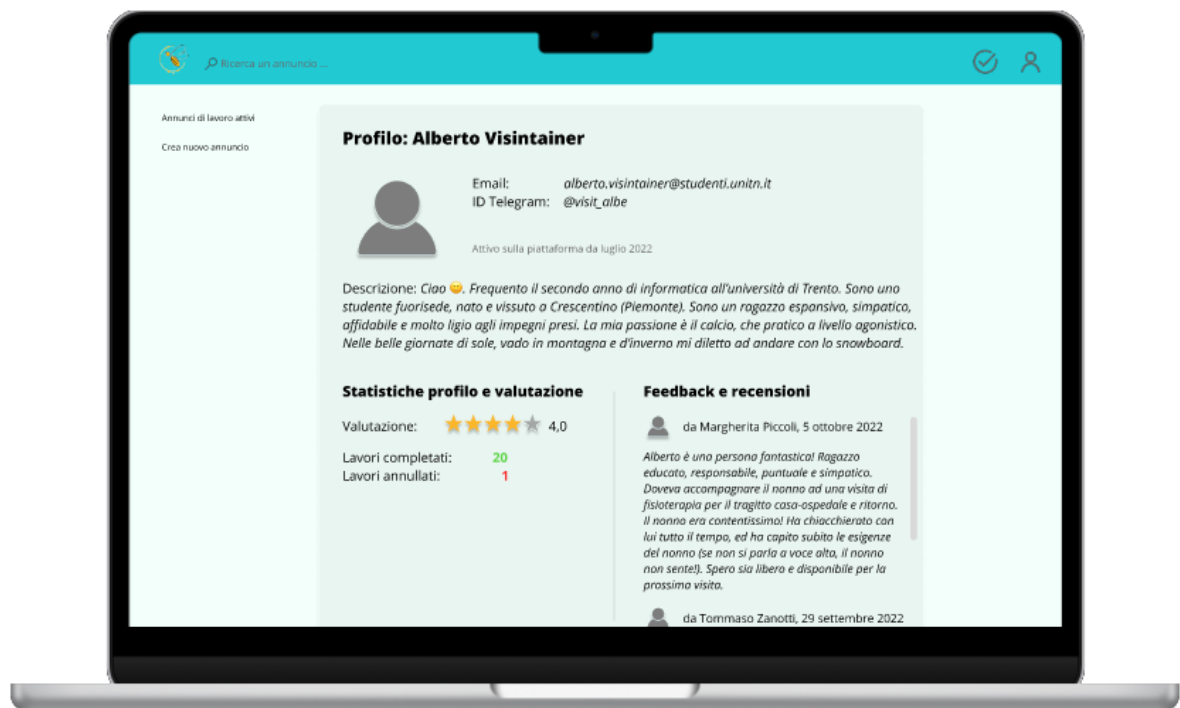 Ricerca un annuncio ...
Annunci di lavoro attivi
Crea nuovo annuncio
Profilo: Alberto Visintainer
Email: alberto.visintainer@studenti.unitn.it
ID Telegram: @visit_albe
Attivo sulla piattaforma da luglio 2022
Descrizione: Ciao 😊. Frequento il secondo anno di informatica all'università di Trento. Sono uno
studente fuorisede, nato e vissuto a Crescentino (Piemonte). Sono un ragazzo espansivo, simpatico,
affidabile e molto ligio agli impegni presi. La mia passione è il calcio, che pratico a livello agonistico.
Nelle belle giornate di sole, vado in montagna e d'inverno mi diletto ad andare con lo snowboard.
Statistiche profilo e valutazione
Valutazione: 4,0
Lavori completati: 20
Lavori annullati: 1
Feedback e recensioni
da Margherita Piccoli, 5 ottobre 2022
Alberto è una persona fantastica! Ragazzo
educato, responsabile, puntuale e simpatico.
Doveva accompagnare il nonno ad una visita di
fisioterapia per il tragitto casa-ospedale e ritorno.
Il nonno era contentissimo! Ha chiacchierato con
lui tutto il tempo, ed ha capito subito le esigenze
del nonno (se non si parla a voce alta, il nonno
non sente!). Spero sia libero e disponibile per la
prossima visita.
da Tommaso Zanotti, 29 settembre 2022